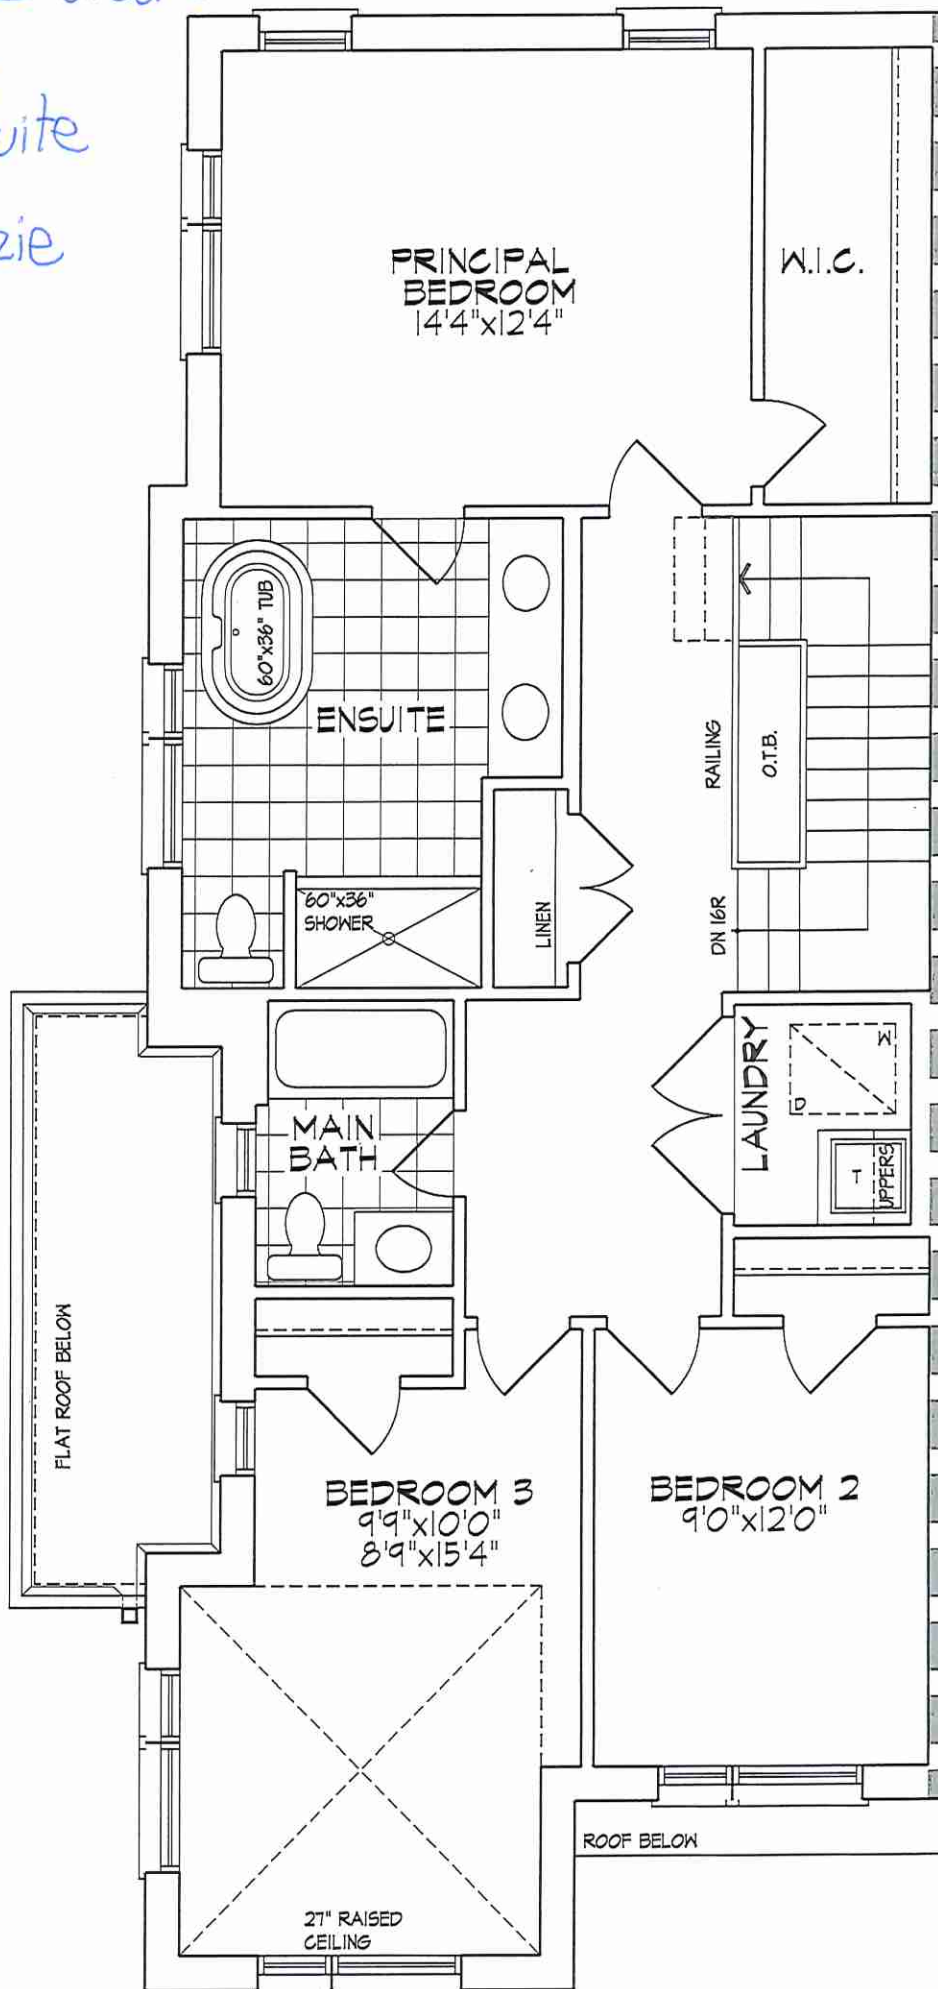 PRINCIPAL
BEDROOM
14'4"x12'4"
W.I.C.
60"x36" TUB
ENSUITE
RAILING
O.T.B.
60"x36"
SHOWER
LINEN
DN 16R
LAUNDRY
W
D
T
UPPERS
MAIN
BATH
FLAT ROOF BELOW
BEDROOM 3
9'9"x10'0"
8'9"x15'4"
BEDROOM 2
9'0"x12'0"
ROOF BELOW
27" RAISED
CEILING